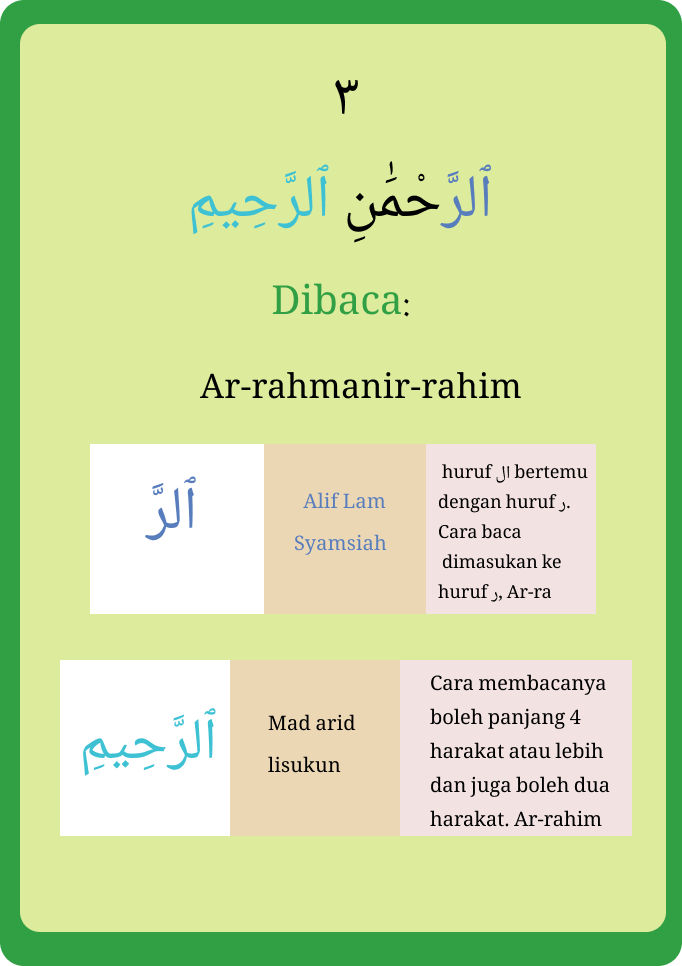 ٣
ٱلرَّحْمَٰنِ ٱلرَّحِيمِ
Dibaca:
Ar-rahmanir-rahim
ٱلرَّ
Alif Lam
Syamsiah
huruf ال bertemu
dengan huruf ر.
Cara baca
dimasukan ke
huruf ر, Ar-ra
ٱلرَّحِيمِ
Mad arid
lisukun
Cara membacanya
boleh panjang 4
harakat atau lebih
dan juga boleh dua
harakat. Ar-rahim